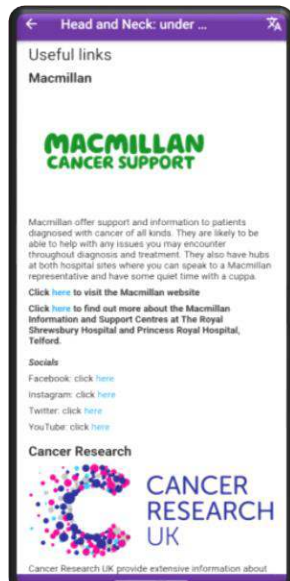 Head and Neck: under ...
Useful links
Macmillan
MACMILLAN
CANCER SUPPORT
Macmillan offer support and information to patients
diagnosed with cancer of all kinds. They are likely to be
able to help with any issues you may encounter
throughout diagnosis and treatment. They also have hubs
at both hospital sites where you can speak to a Macmillan
representative and have some quiet time with a cuppa.
Click here to visit the Macmillan website
Click here to find out more about the Macmillan
Information and Support Centres at The Royal
Shrewsbury Hospital and Princess Royal Hospital,
Telford.
Socials
Facebook: click here
Instagram: click here
Twitter: click here
YouTube: click here
Cancer Research
CANCER
RESEARCH
UK
Cancer Research UK provide extensive information about